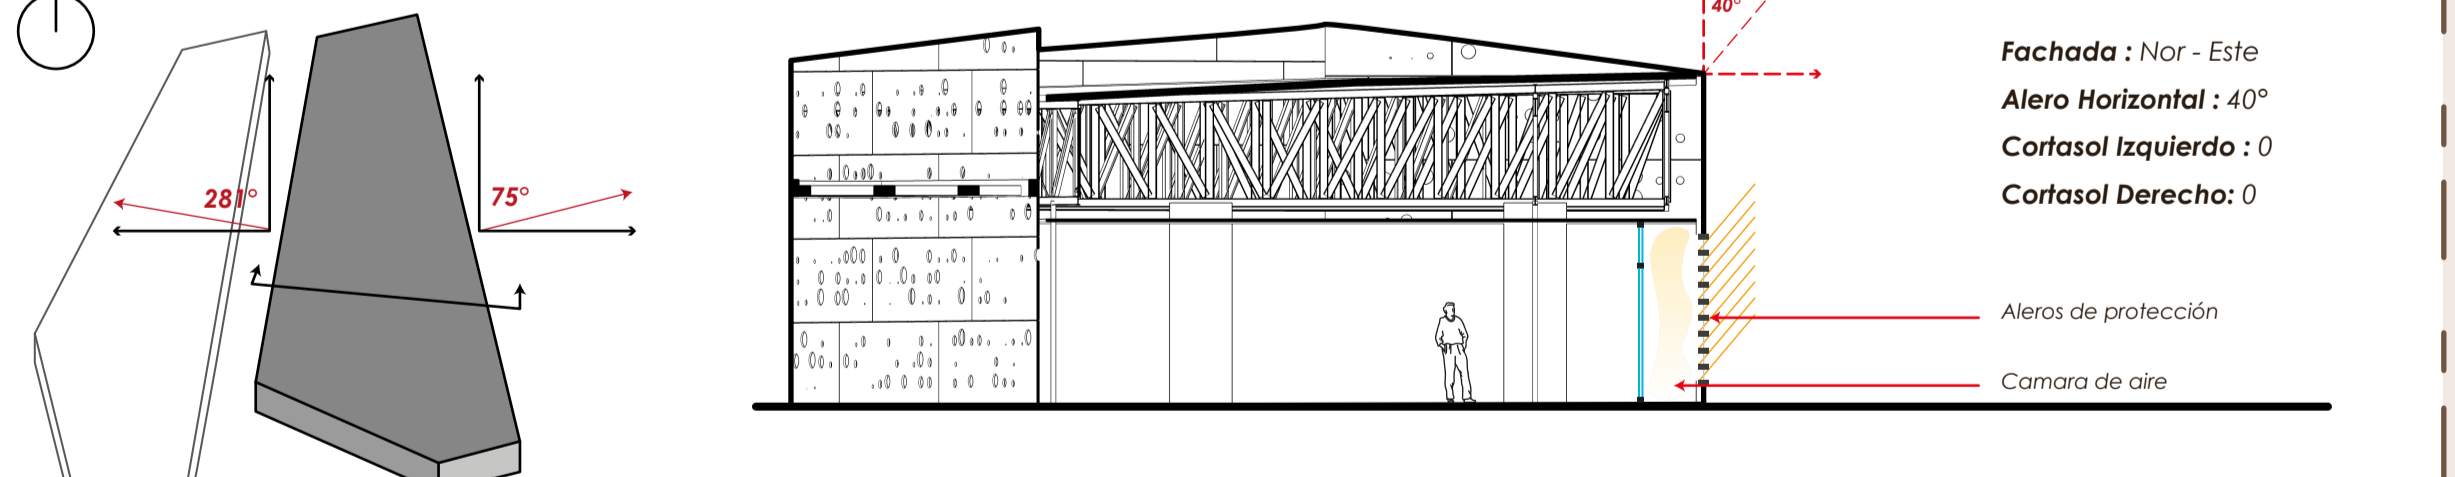 40°
Fachada : Nor - Este
Alero Horizontal : 40°
Cortasol Izquierdo : 0
Cortasol Derecho: 0
281°
75°
Aleros de protección
Camara de aire